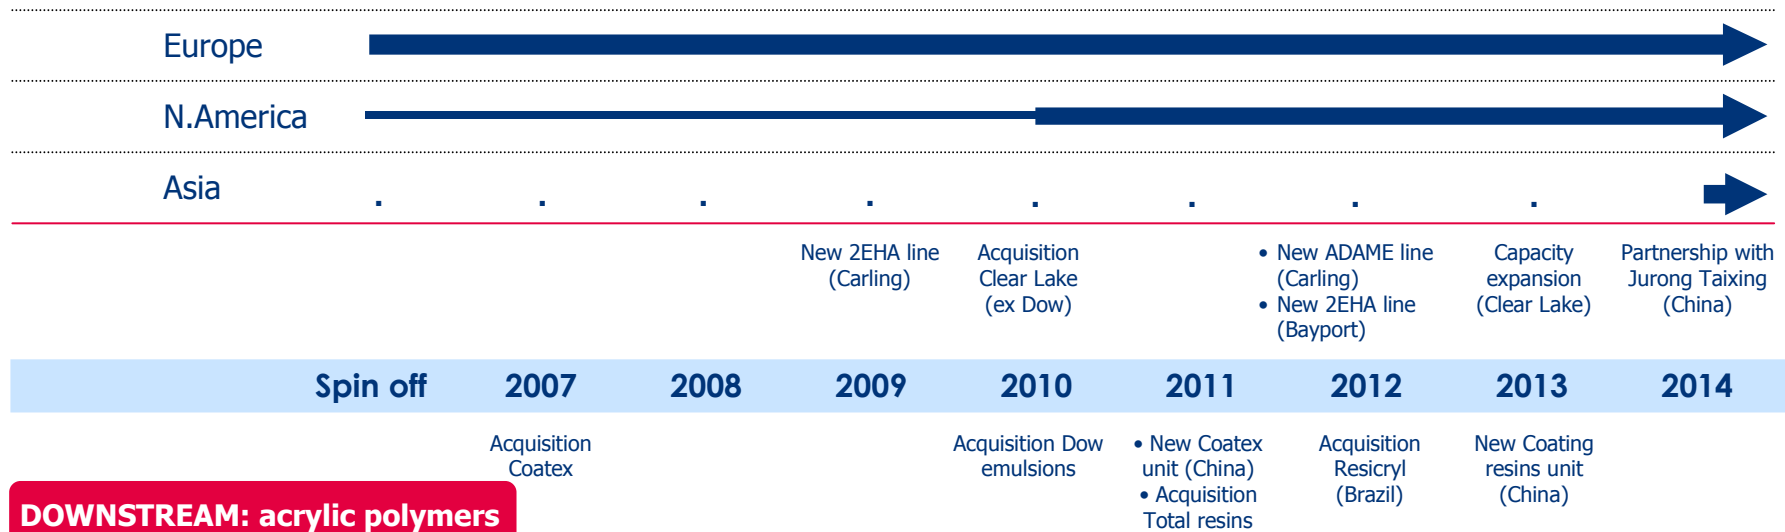 Europe
N.America
Asia
New 2EHA line
(Carling)
Acquisition
Clear Lake
(ex Dow)
• New ADAME line
(Carling)
• New 2EHA line
(Bayport)
Capacity
expansion
(Clear Lake)
Partnership with
Jurong Taixing
(China)
Spin off 2007 2008 2009 2010 2011 2012 2013 2014
Acquisition
Coatex
Acquisition Dow
emulsions
• New Coatex
unit (China)
• Acquisition
Total resins
Acquisition
Resicryl
(Brazil)
New Coating
resins unit
(China)
DOWNSTREAM: acrylic polymers